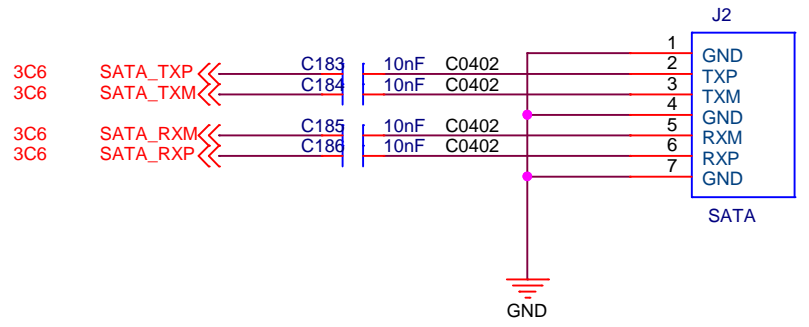 J2
1 GND
3C6 SATA_TXP C183 10nF C0402 2 TXP
3C6 SATA_TXM C184 10nF C0402 3 TXM
4 GND
3C6 SATA_RXM C185 10nF C0402 5 RXM
3C6 SATA_RXP C186 10nF C0402 6 RXP
7 GND
SATA
GND